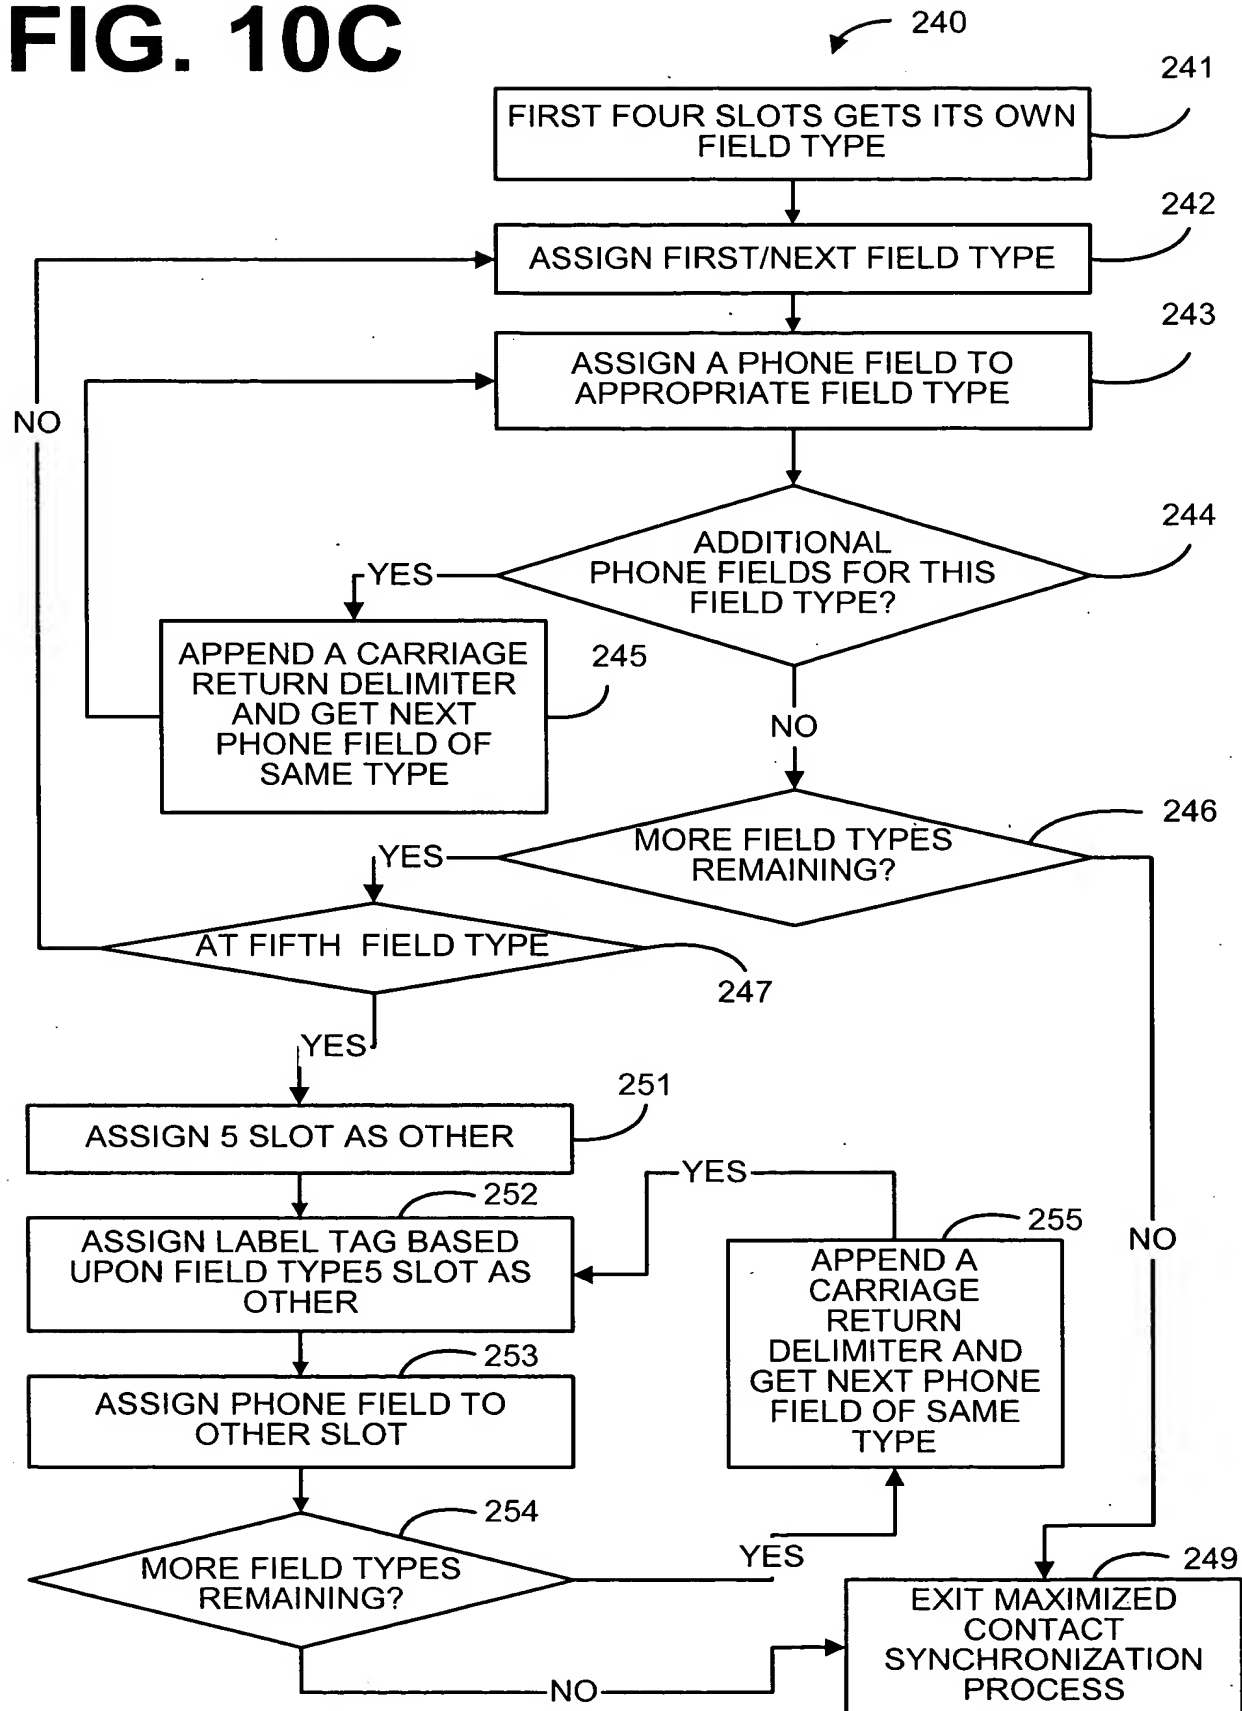 FIG. 10C
240
241
FIRST FOUR SLOTS GETS ITS OWN
FIELD TYPE
242
ASSIGN FIRST/NEXT FIELD TYPE
243
ASSIGN A PHONE FIELD TO
APPROPRIATE FIELD TYPE
NO
244
ADDITIONAL
PHONE FIELDS FOR THIS
FIELD TYPE?
YES
245
APPEND A CARRIAGE
RETURN DELIMITER
AND GET NEXT
PHONE FIELD OF
SAME TYPE
NO
246
MORE FIELD TYPES
REMAINING?
YES
AT FIFTH FIELD TYPE
247
YES
251
ASSIGN 5 SLOT AS OTHER
YES
252
ASSIGN LABEL TAG BASED
UPON FIELD TYPE5 SLOT AS
OTHER
255
APPEND A
CARRIAGE
RETURN
DELIMITER AND
GET NEXT PHONE
FIELD OF SAME
TYPE
NO
253
ASSIGN PHONE FIELD TO
OTHER SLOT
254
MORE FIELD TYPES
REMAINING?
YES
249
EXIT MAXIMIZED
CONTACT
SYNCHRONIZATION
PROCESS
NO